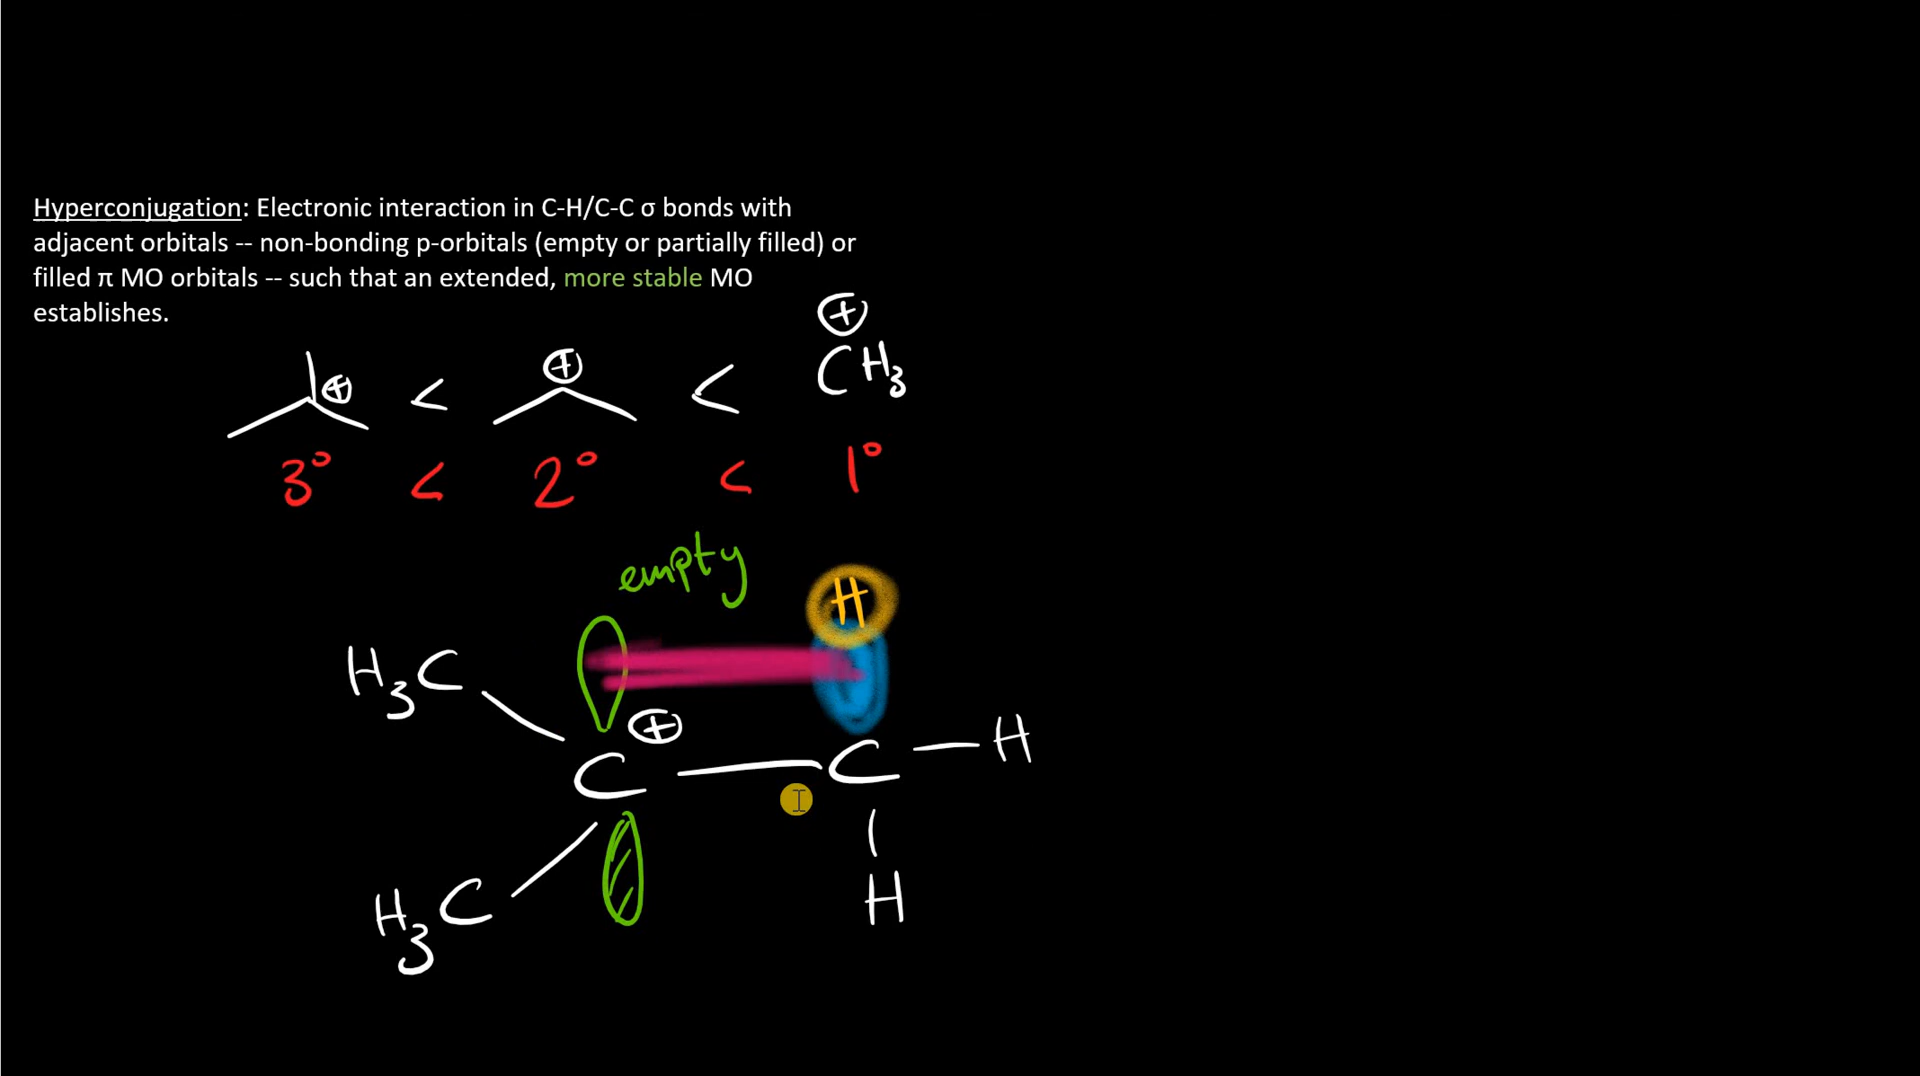 Hyperconjugation: Electronic interaction in C-H/C-C σ bonds with
adjacent orbitals -- non-bonding p-orbitals (empty or partially filled) or
filled π MO orbitals -- such that an extended, more stable MO
establishes.
⊕
⊕ < ⊕ < CH₃
3° < 2° < 1°
empty
H
H₃C
⊕
C — C — H
H
H₃C